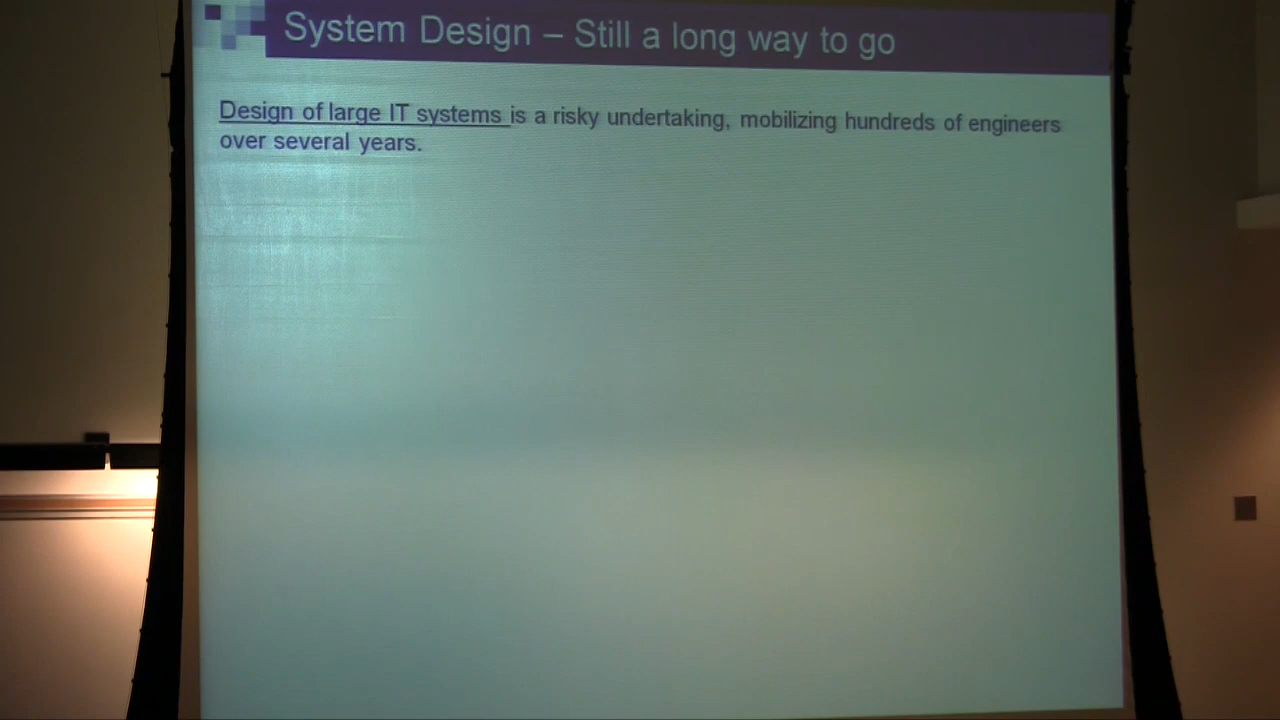 System Design – Still a long way to go
Design of large IT systems is a risky undertaking, mobilizing hundreds of engineers
over several years.